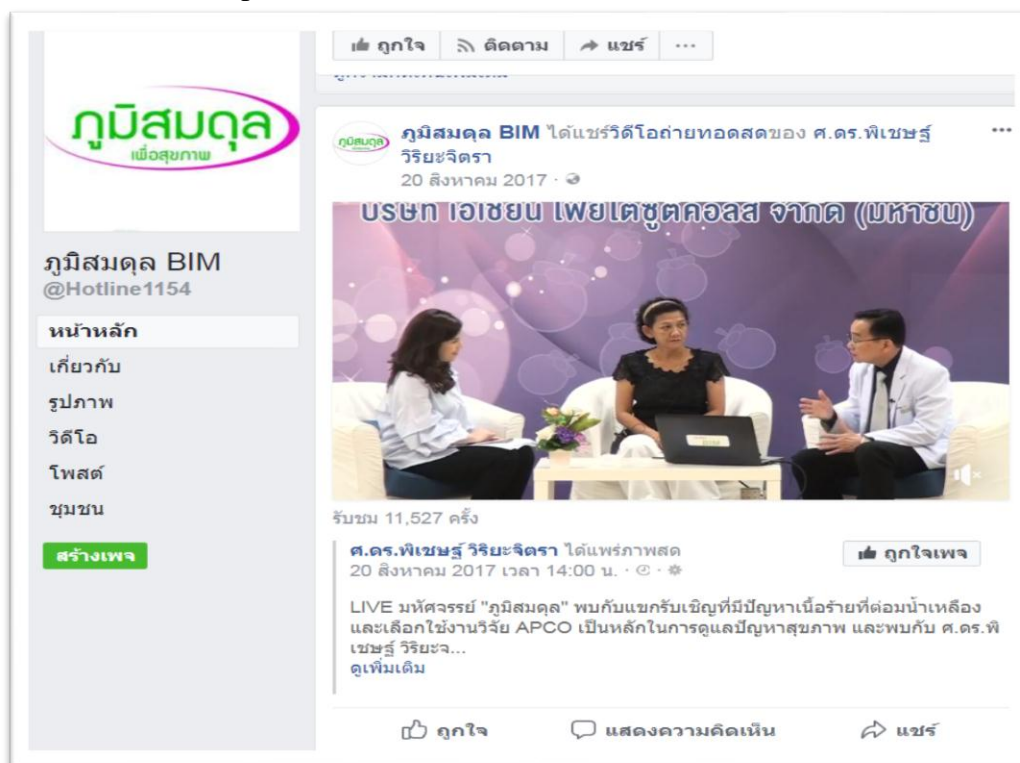 ถูกใจ ติดตาม แชร์ ...
ภูมิสมดุล
เพื่อสุขภาพ
ภูมิสมดุล BIM
@Hotline1154
หน้าหลัก
เกี่ยวกับ
รูปภาพ
วิดีโอ
โพสต์
ชุมชน
สร้างเพจ
ภูมิสมดุล BIM ได้แชร์วิดีโอถ่ายทอดสดของ ศ.ดร.พิเชษฐ์
วิริยะจิตรา
20 สิงหาคม 2017
บริษัท เอเชียน ไฟย์โตซูติคอลส์ จำกัด (มหาชน)
รับชม 11,527 ครั้ง
ศ.ดร.พิเชษฐ์ วิริยะจิตรา ได้แพร่ภาพสด
20 สิงหาคม 2017 เวลา 14:00 น.
ถูกใจเพจ
LIVE มหัศจรรย์ "ภูมิสมดุล" พบกับแขกรับเชิญที่มีปัญหาเนื้อร้ายที่ต่อมน้ำเหลือง
และเลือกใช้งานวิจัย APCO เป็นหลักในการดูแลปัญหาสุขภาพ และพบกับ ศ.ดร.พิ
เชษฐ์ วิริยะจ...
ดูเพิ่มเติม
ถูกใจ แสดงความคิดเห็น แชร์